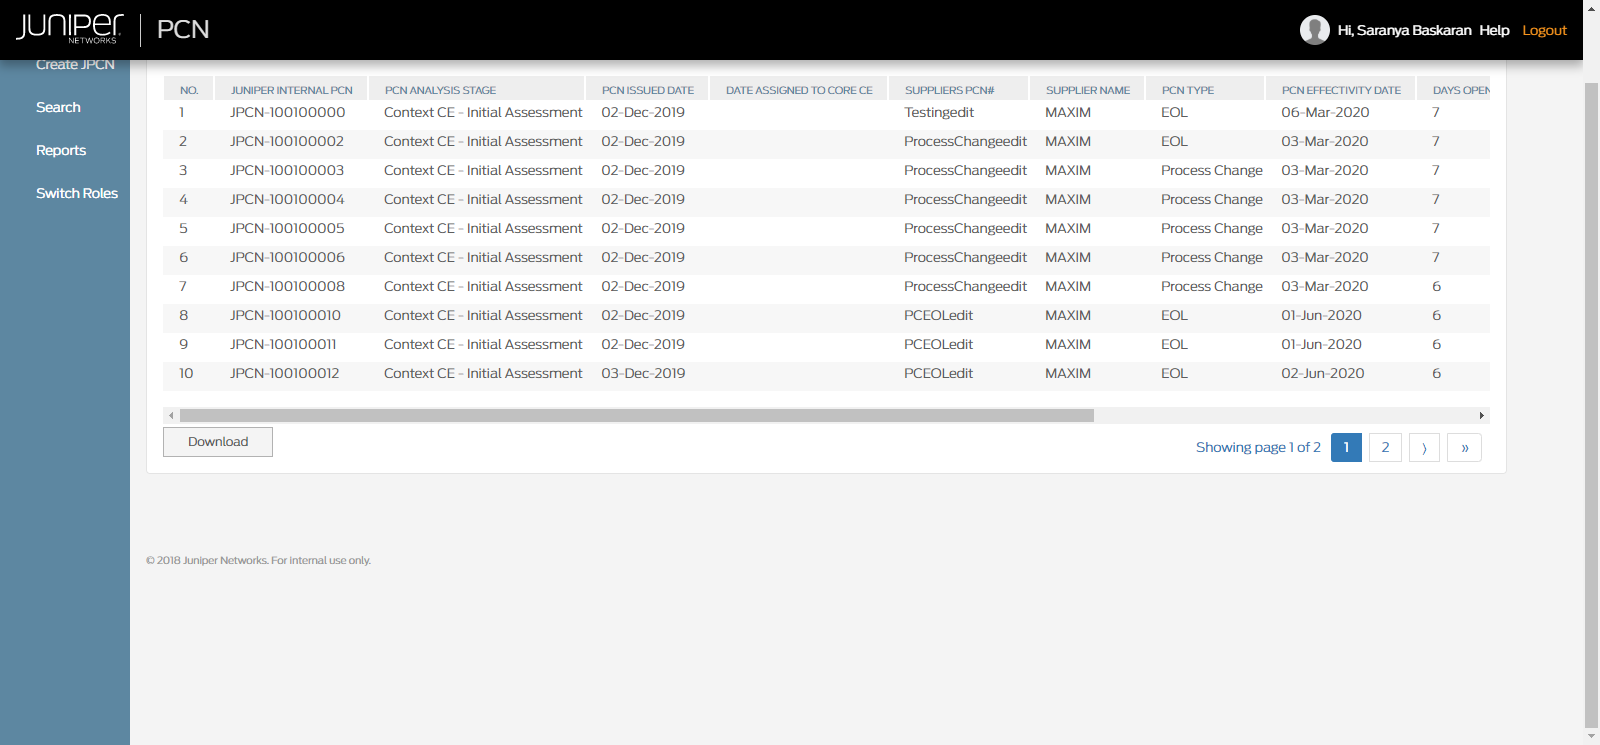 JUNIPER NETWORKS PCN Hi, Saranya Baskaran Help Logout
Create JPCN
Search
Reports
Switch Roles
NO. JUNIPER INTERNAL PCN PCN ANALYSIS STAGE PCN ISSUED DATE DATE ASSIGNED TO CORE CE SUPPLIERS PCN# SUPPLIER NAME PCN TYPE PCN EFFECTIVITY DATE DAYS OPEN
1 JPCN-100100000 Context CE - Initial Assessment 02-Dec-2019 Testingedit MAXIM EOL 06-Mar-2020 7
2 JPCN-100100002 Context CE - Initial Assessment 02-Dec-2019 ProcessChangeedit MAXIM EOL 03-Mar-2020 7
3 JPCN-100100003 Context CE - Initial Assessment 02-Dec-2019 ProcessChangeedit MAXIM Process Change 03-Mar-2020 7
4 JPCN-100100004 Context CE - Initial Assessment 02-Dec-2019 ProcessChangeedit MAXIM Process Change 03-Mar-2020 7
5 JPCN-100100005 Context CE - Initial Assessment 02-Dec-2019 ProcessChangeedit MAXIM Process Change 03-Mar-2020 7
6 JPCN-100100006 Context CE - Initial Assessment 02-Dec-2019 ProcessChangeedit MAXIM Process Change 03-Mar-2020 7
7 JPCN-100100008 Context CE - Initial Assessment 02-Dec-2019 ProcessChangeedit MAXIM Process Change 03-Mar-2020 6
8 JPCN-100100010 Context CE - Initial Assessment 02-Dec-2019 PCEOLedit MAXIM EOL 01-Jun-2020 6
9 JPCN-100100011 Context CE - Initial Assessment 02-Dec-2019 PCEOLedit MAXIM EOL 01-Jun-2020 6
10 JPCN-100100012 Context CE - Initial Assessment 03-Dec-2019 PCEOLedit MAXIM EOL 02-Jun-2020 6
Download
Showing page 1 of 2 1 2 ⟩ »
© 2018 Juniper Networks. For internal use only.